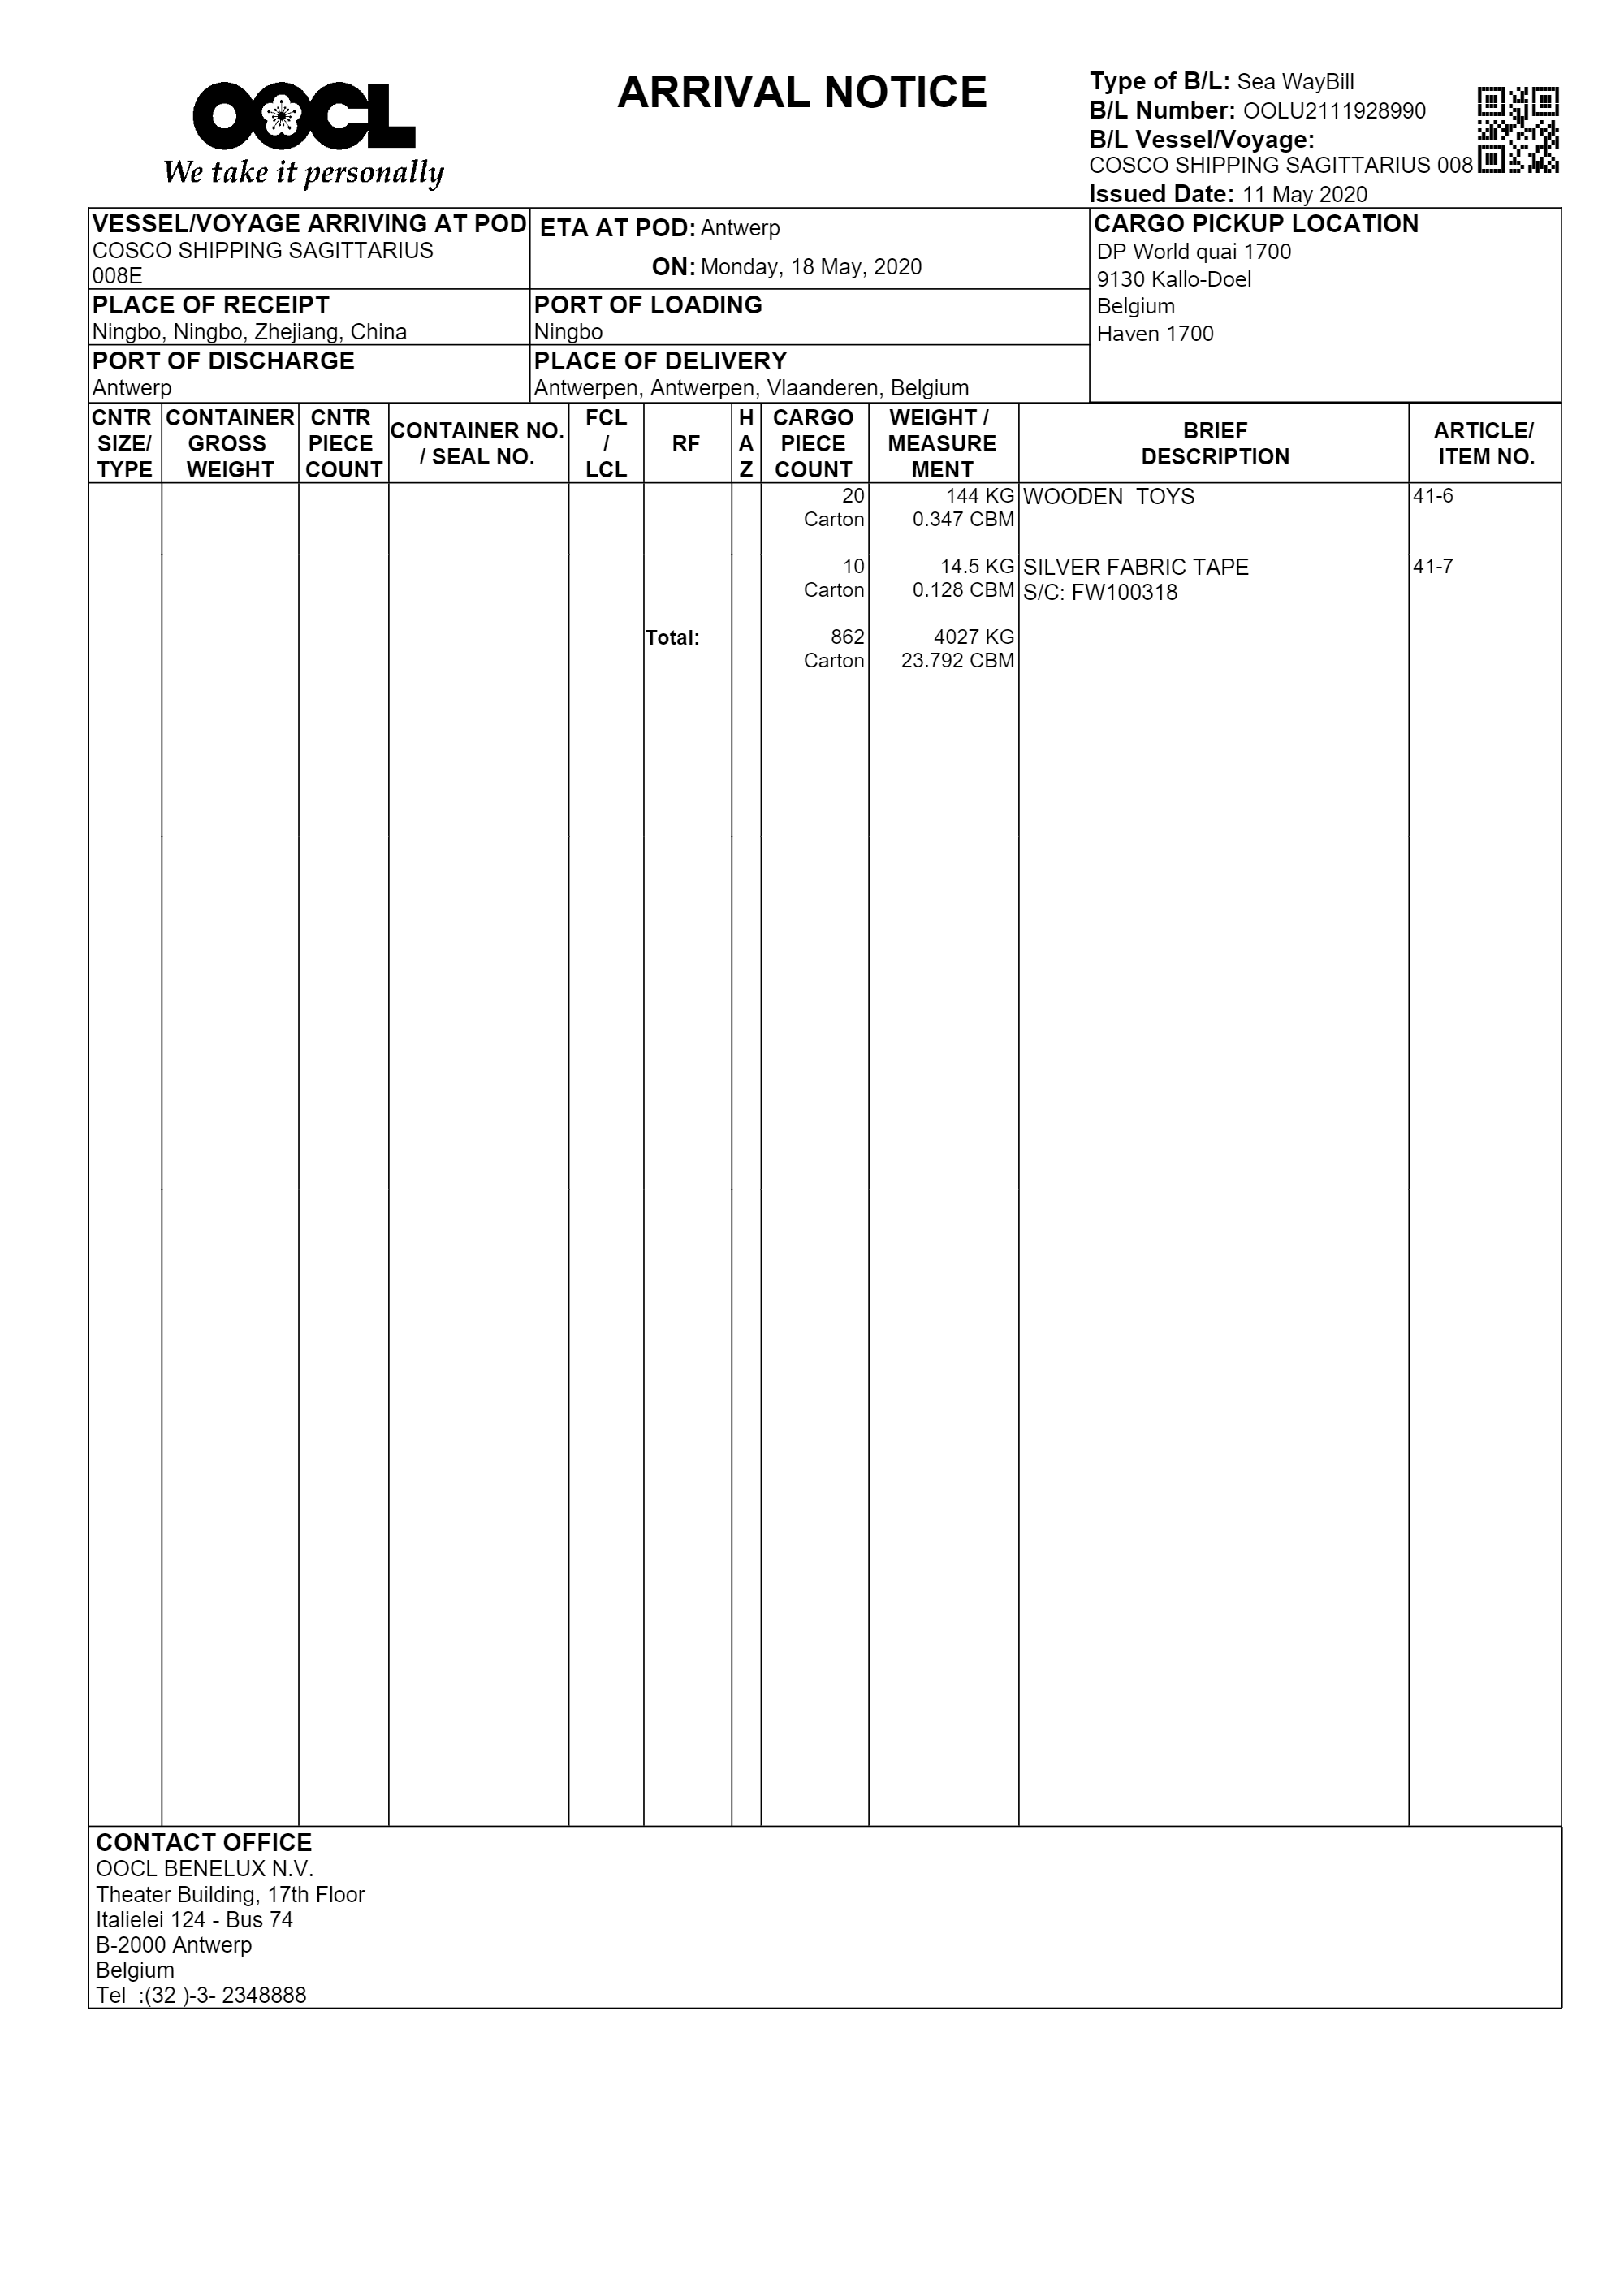 OOCL
We take it personally
ARRIVAL NOTICE
Type of B/L: Sea WayBill
B/L Number: OOLU2111928990
B/L Vessel/Voyage:
COSCO SHIPPING SAGITTARIUS 008
Issued Date: 11 May 2020
VESSEL/VOYAGE ARRIVING AT POD
COSCO SHIPPING SAGITTARIUS
008E
ETA AT POD: Antwerp
ON: Monday, 18 May, 2020
CARGO PICKUP LOCATION
DP World quai 1700
9130 Kallo-Doel
Belgium
Haven 1700
PLACE OF RECEIPT
Ningbo, Ningbo, Zhejiang, China
PORT OF LOADING
Ningbo
PORT OF DISCHARGE
Antwerp
PLACE OF DELIVERY
Antwerpen, Antwerpen, Vlaanderen, Belgium
CNTR
SIZE/
TYPE
CONTAINER
GROSS
WEIGHT
CNTR
PIECE
COUNT
CONTAINER NO.
/ SEAL NO.
FCL
/
LCL
RF
H
A
Z
CARGO
PIECE
COUNT
WEIGHT /
MEASURE
MENT
BRIEF
DESCRIPTION
ARTICLE/
ITEM NO.
20 144 KG WOODEN TOYS 41-6
Carton 0.347 CBM
10 14.5 KG SILVER FABRIC TAPE 41-7
Carton 0.128 CBM S/C: FW100318
Total: 862 4027 KG
Carton 23.792 CBM
CONTACT OFFICE
OOCL BENELUX N.V.
Theater Building, 17th Floor
Italielei 124 - Bus 74
B-2000 Antwerp
Belgium
Tel :(32 )-3- 2348888